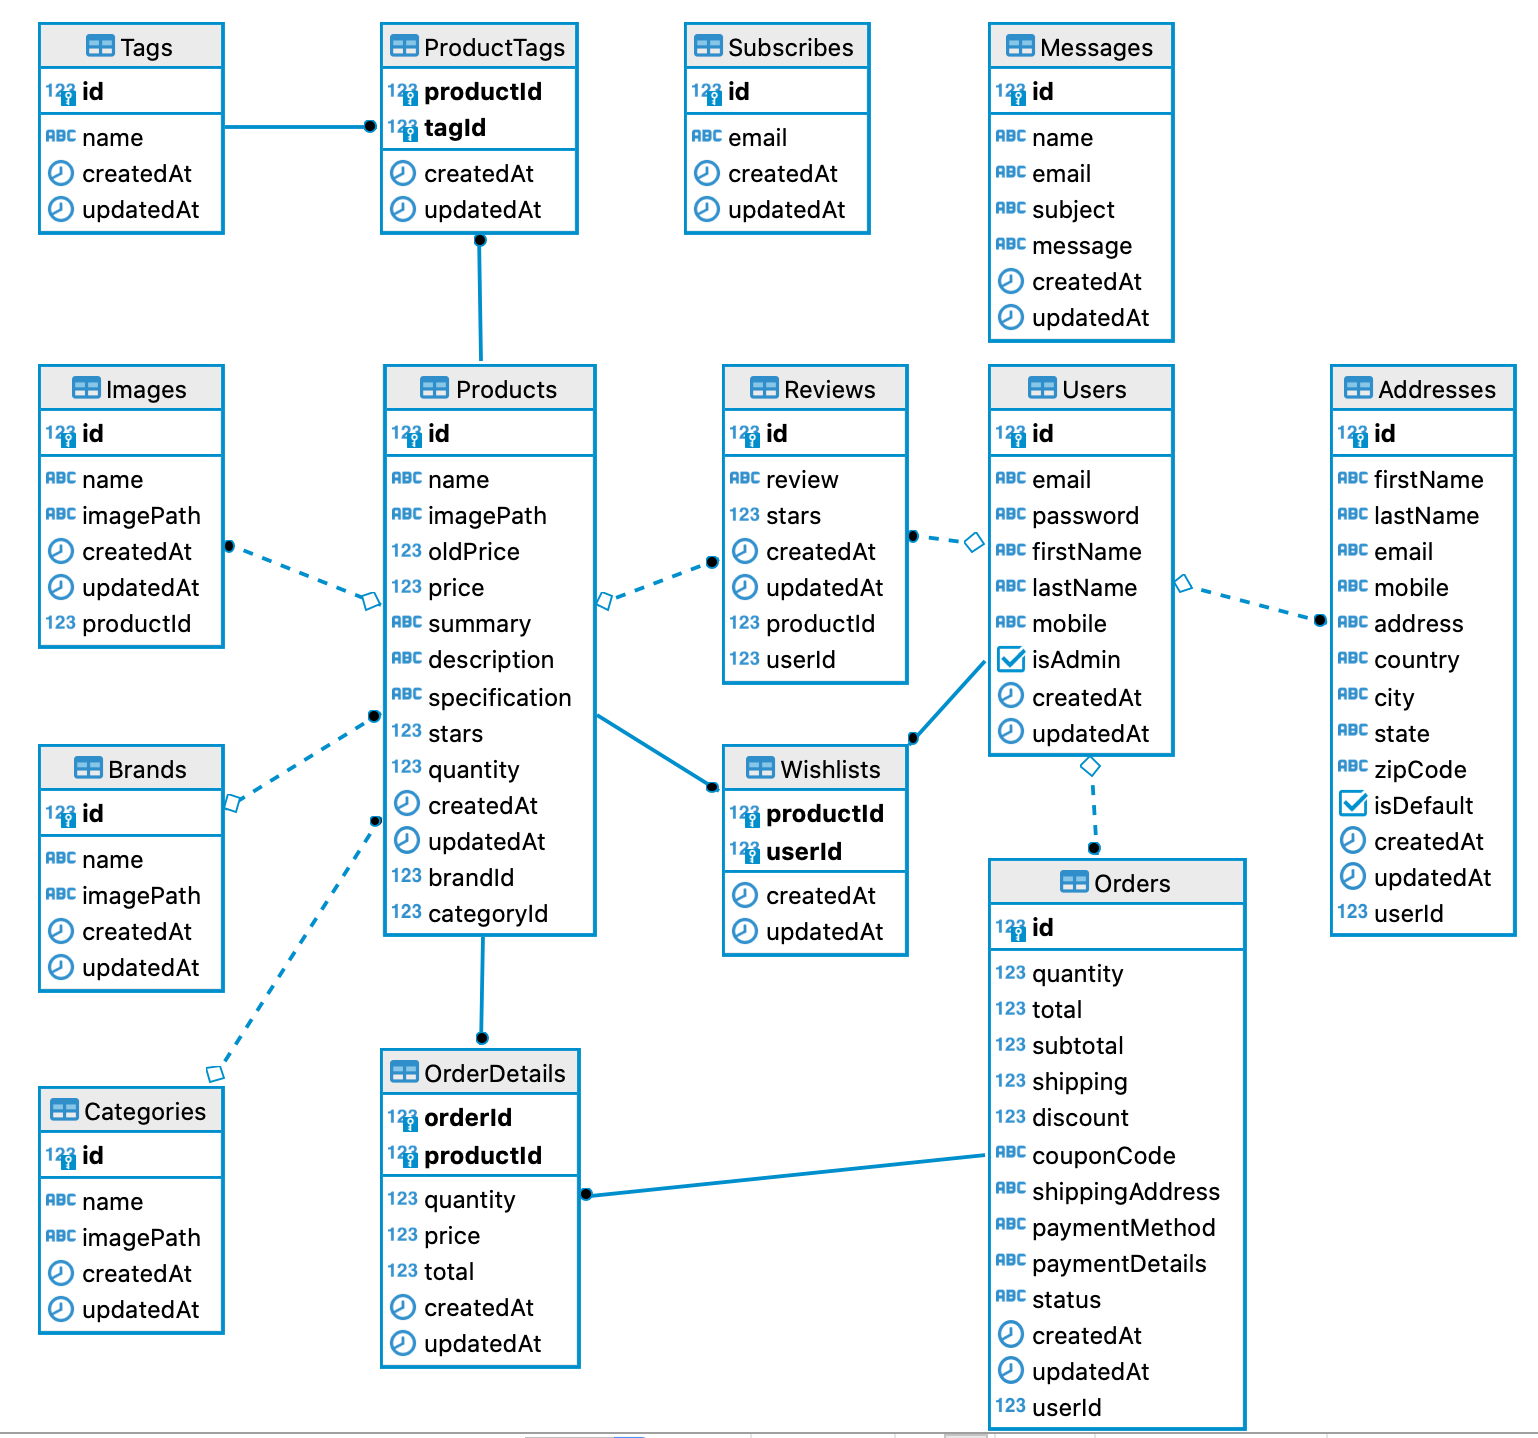 Tags
123 id
ABC name
createdAt
updatedAt
ProductTags
123 productId
123 tagId
createdAt
updatedAt
Subscribes
123 id
ABC email
createdAt
updatedAt
Messages
123 id
ABC name
ABC email
ABC subject
ABC message
createdAt
updatedAt
Images
123 id
ABC name
ABC imagePath
createdAt
updatedAt
123 productId
Products
123 id
ABC name
ABC imagePath
123 oldPrice
123 price
ABC summary
ABC description
ABC specification
123 stars
123 quantity
createdAt
updatedAt
123 brandId
123 categoryId
Reviews
123 id
ABC review
123 stars
createdAt
updatedAt
123 productId
123 userId
Users
123 id
ABC email
ABC password
ABC firstName
ABC lastName
ABC mobile
isAdmin
createdAt
updatedAt
Addresses
123 id
ABC firstName
ABC lastName
ABC email
ABC mobile
ABC address
ABC country
ABC city
ABC state
ABC zipCode
isDefault
createdAt
updatedAt
123 userId
Brands
123 id
ABC name
ABC imagePath
createdAt
updatedAt
Wishlists
123 productId
123 userId
createdAt
updatedAt
Categories
123 id
ABC name
ABC imagePath
createdAt
updatedAt
OrderDetails
123 orderId
123 productId
123 quantity
123 price
123 total
createdAt
updatedAt
Orders
123 id
123 quantity
123 total
123 subtotal
123 shipping
123 discount
ABC couponCode
ABC shippingAddress
ABC paymentMethod
ABC paymentDetails
ABC status
createdAt
updatedAt
123 userId